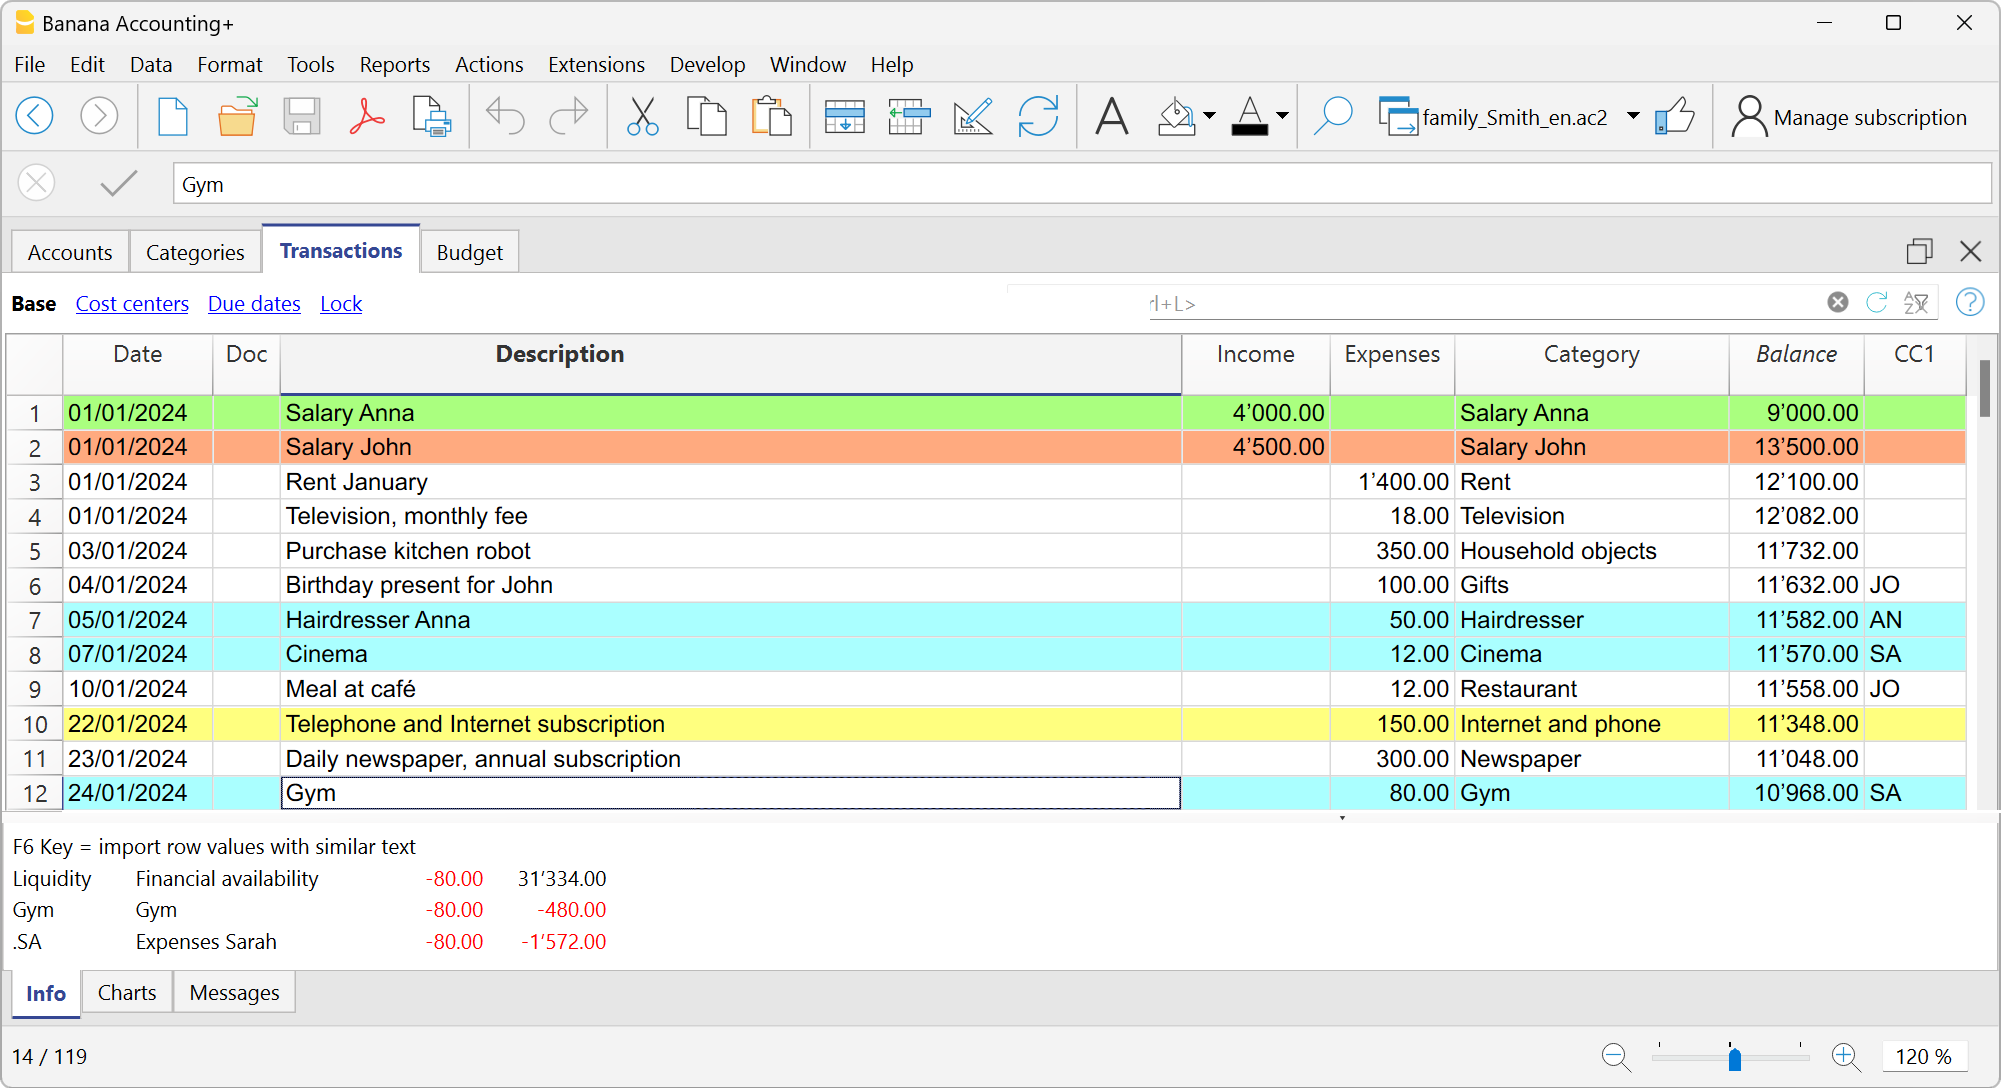 Banana Accounting+
File Edit Data Format Tools Reports Actions Extensions Develop Window Help
family_Smith_en.ac2 Manage subscription
Gym
Accounts Categories Transactions Budget
Base Cost centers Due dates Lock rl+L>
Date Doc Description Income Expenses Category Balance CC1
1 01/01/2024 Salary Anna 4’000.00 Salary Anna 9’000.00
2 01/01/2024 Salary John 4’500.00 Salary John 13’500.00
3 01/01/2024 Rent January 1’400.00 Rent 12’100.00
4 01/01/2024 Television, monthly fee 18.00 Television 12’082.00
5 03/01/2024 Purchase kitchen robot 350.00 Household objects 11’732.00
6 04/01/2024 Birthday present for John 100.00 Gifts 11’632.00 JO
7 05/01/2024 Hairdresser Anna 50.00 Hairdresser 11’582.00 AN
8 07/01/2024 Cinema 12.00 Cinema 11’570.00 SA
9 10/01/2024 Meal at café 12.00 Restaurant 11’558.00 JO
10 22/01/2024 Telephone and Internet subscription 150.00 Internet and phone 11’348.00
11 23/01/2024 Daily newspaper, annual subscription 300.00 Newspaper 11’048.00
12 24/01/2024 Gym 80.00 Gym 10’968.00 SA
F6 Key = import row values with similar text
Liquidity Financial availability -80.00 31’334.00
Gym Gym -80.00 -480.00
.SA Expenses Sarah -80.00 -1’572.00
Info Charts Messages
14 / 119 120 %